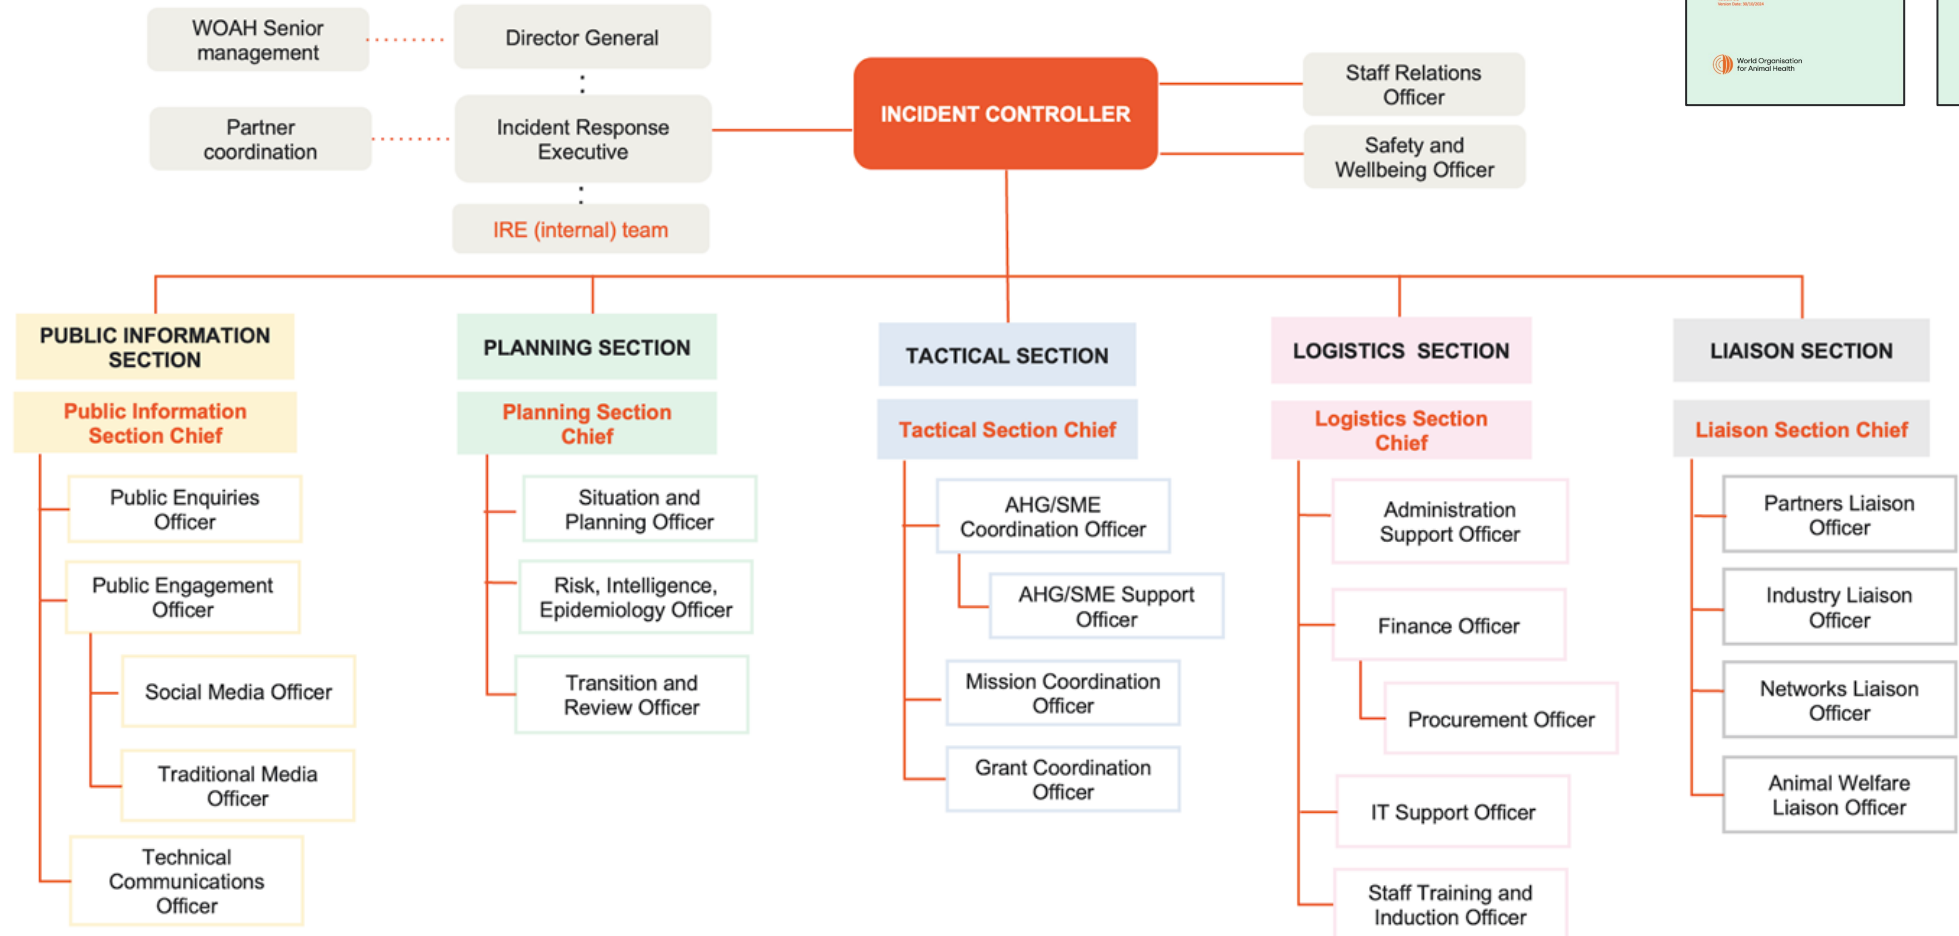 WOAH Senior
management
Director General
Partner
coordination
Incident Response
Executive
IRE (internal) team
INCIDENT CONTROLLER
Staff Relations
Officer
Safety and
Wellbeing Officer
Version Date: 30/10/2024
World Organisation
for Animal Health
PUBLIC INFORMATION
SECTION
Public Information
Section Chief
Public Enquiries
Officer
Public Engagement
Officer
Social Media Officer
Traditional Media
Officer
Technical
Communications
Officer
PLANNING SECTION
Planning Section
Chief
Situation and
Planning Officer
Risk, Intelligence,
Epidemiology Officer
Transition and
Review Officer
TACTICAL SECTION
Tactical Section Chief
AHG/SME
Coordination Officer
AHG/SME Support
Officer
Mission Coordination
Officer
Grant Coordination
Officer
LOGISTICS SECTION
Logistics Section
Chief
Administration
Support Officer
Finance Officer
Procurement Officer
IT Support Officer
Staff Training and
Induction Officer
LIAISON SECTION
Liaison Section Chief
Partners Liaison
Officer
Industry Liaison
Officer
Networks Liaison
Officer
Animal Welfare
Liaison Officer